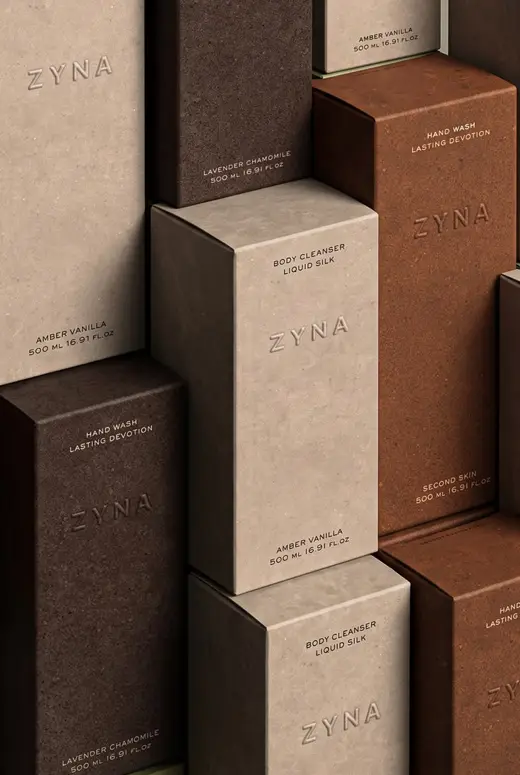 ZYNA
AMBER VANILLA
500 ML 16.91 FL.OZ
LAVENDER CHAMOMILE
500 ML 16.91 FL.OZ
AMBER VANILLA
500 ML 16.91 FL.OZ
HAND WASH
LASTING DEVOTION
ZYNA
SECOND SKIN
500 ML 16.91 FL.OZ
BODY CLEANSER
LIQUID SILK
ZYNA
AMBER VANILLA
500 ML 16.91 FL.OZ
HAND WASH
LASTING DEVOTION
ZYNA
LAVENDER CHAMOMILE
500 ML 16.91 FL.OZ
BODY CLEANSER
LIQUID SILK
ZYNA
HAND
LASTING
ZY